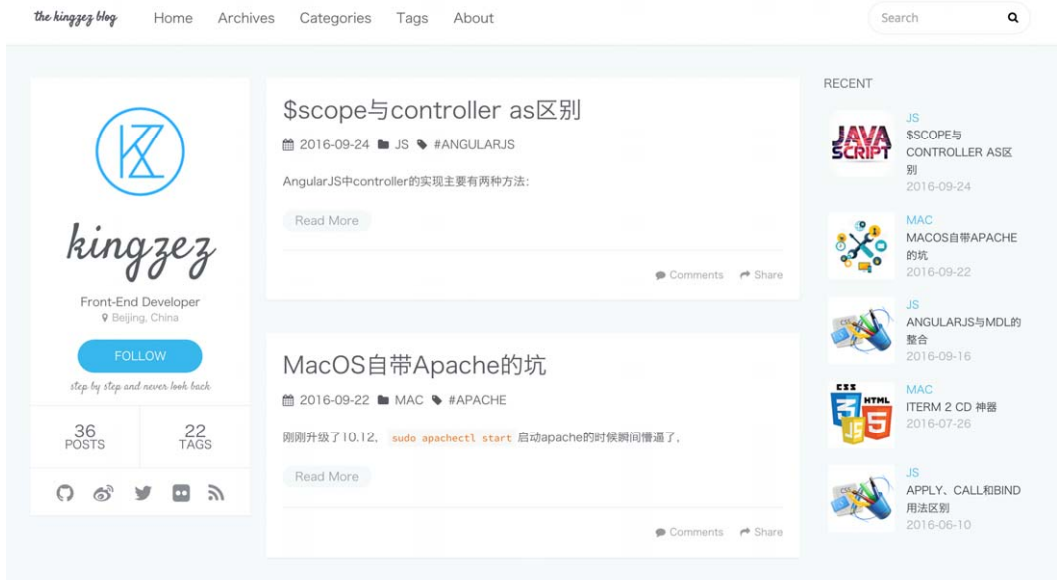 the kingzez blog
Home
Archives
Categories
Tags
About
Search
kingzez
Front-End Developer
Beijing, China
FOLLOW
step by step and never look back
36
POSTS
22
TAGS
$scope与controller as区别
2016-09-24 JS #ANGULARJS
AngularJS中controller的实现主要有两种方法：
Read More
Comments Share
MacOS自带Apache的坑
2016-09-22 MAC #APACHE
刚刚升级了10.12， sudo apachectl start 启动apache的时候瞬间懵逼了，
Read More
Comments Share
RECENT
JAVA
SCRIPT
JS
$SCOPE与
CONTROLLER AS区
别
2016-09-24
MAC
MACOS自带APACHE
的坑
2016-09-22
CSS
JS
ANGULARJS与MDL的
整合
2016-09-16
CSS
3
HTML
5
JS
MAC
ITERM 2 CD 神器
2016-07-26
CSS
JS
APPLY、CALL和BIND
用法区别
2016-06-10